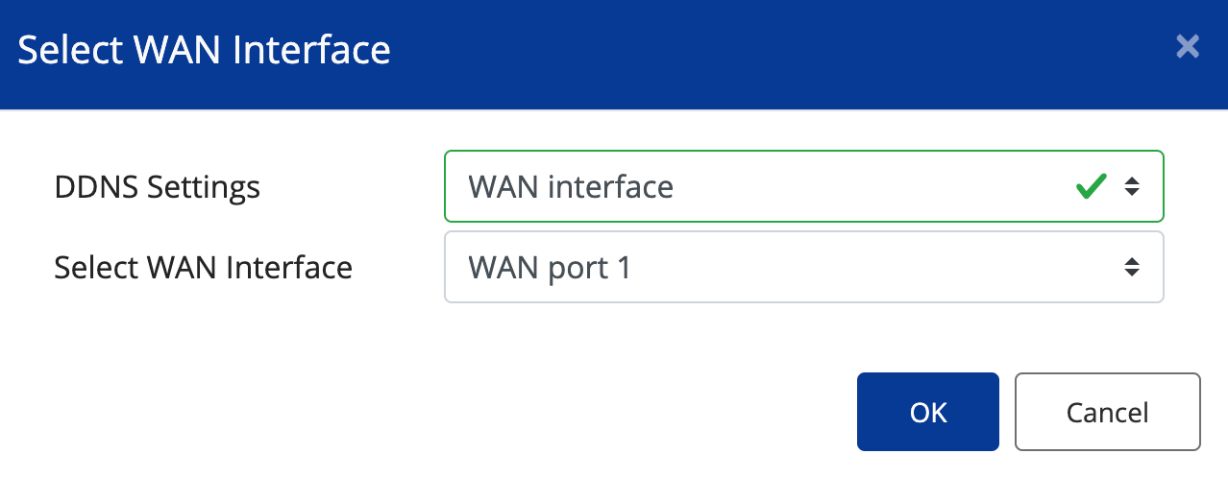 Select WAN Interface
DDNS Settings WAN interface
Select WAN Interface WAN port 1
OK Cancel